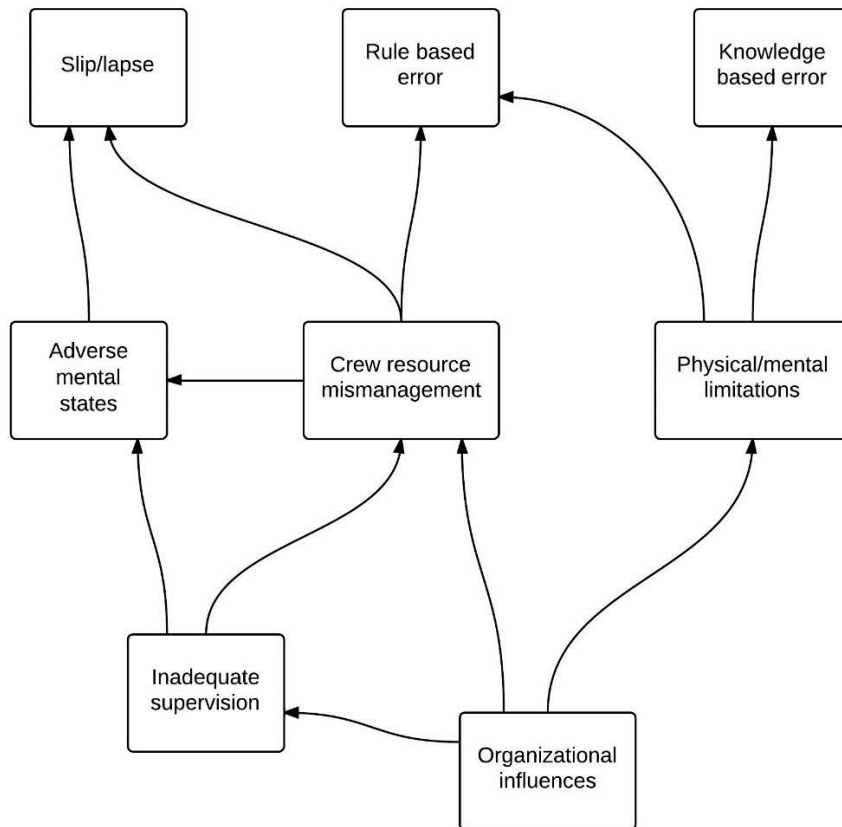 Slip/lapse
Rule based
error
Knowledge
based error
Adverse
mental
states
Crew resource
mismanagement
Physical/mental
limitations
Inadequate
supervision
Organizational
influences